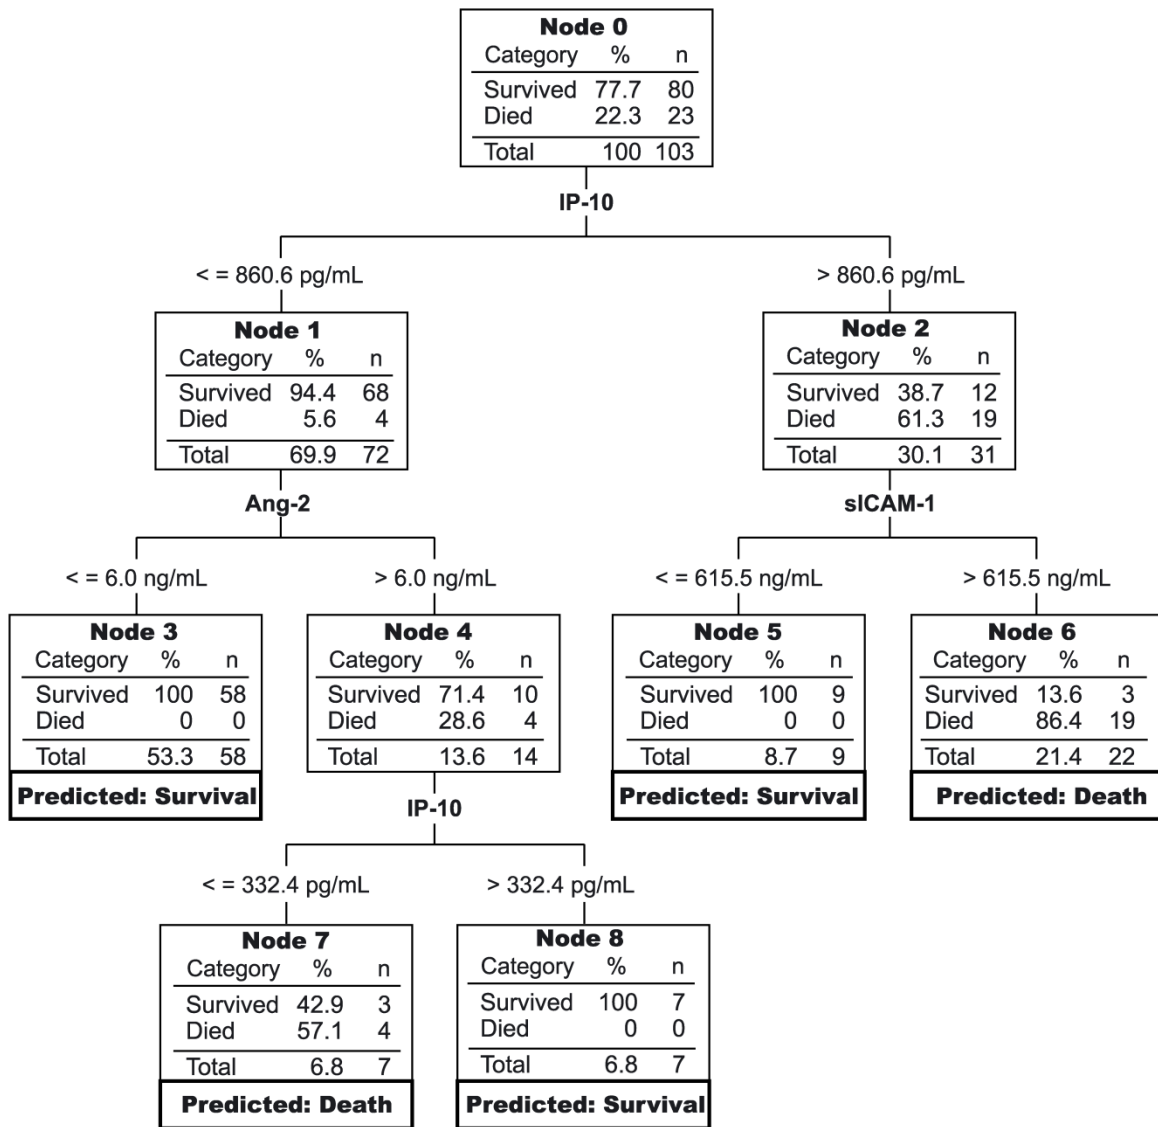 Node 0
Category % n
Survived 77.7 80
Died 22.3 23
Total 100 103
IP-10
< = 860.6 pg/mL
> 860.6 pg/mL
Node 1
Category % n
Survived 94.4 68
Died 5.6 4
Total 69.9 72
Ang-2
Node 2
Category % n
Survived 38.7 12
Died 61.3 19
Total 30.1 31
sICAM-1
< = 6.0 ng/mL
> 6.0 ng/mL
< = 615.5 ng/mL
> 615.5 ng/mL
Node 3
Category % n
Survived 100 58
Died 0 0
Total 53.3 58
Predicted: Survival
Node 4
Category % n
Survived 71.4 10
Died 28.6 4
Total 13.6 14
IP-10
Node 5
Category % n
Survived 100 9
Died 0 0
Total 8.7 9
Predicted: Survival
Node 6
Category % n
Survived 13.6 3
Died 86.4 19
Total 21.4 22
Predicted: Death
< = 332.4 pg/mL
> 332.4 pg/mL
Node 7
Category % n
Survived 42.9 3
Died 57.1 4
Total 6.8 7
Predicted: Death
Node 8
Category % n
Survived 100 7
Died 0 0
Total 6.8 7
Predicted: Survival